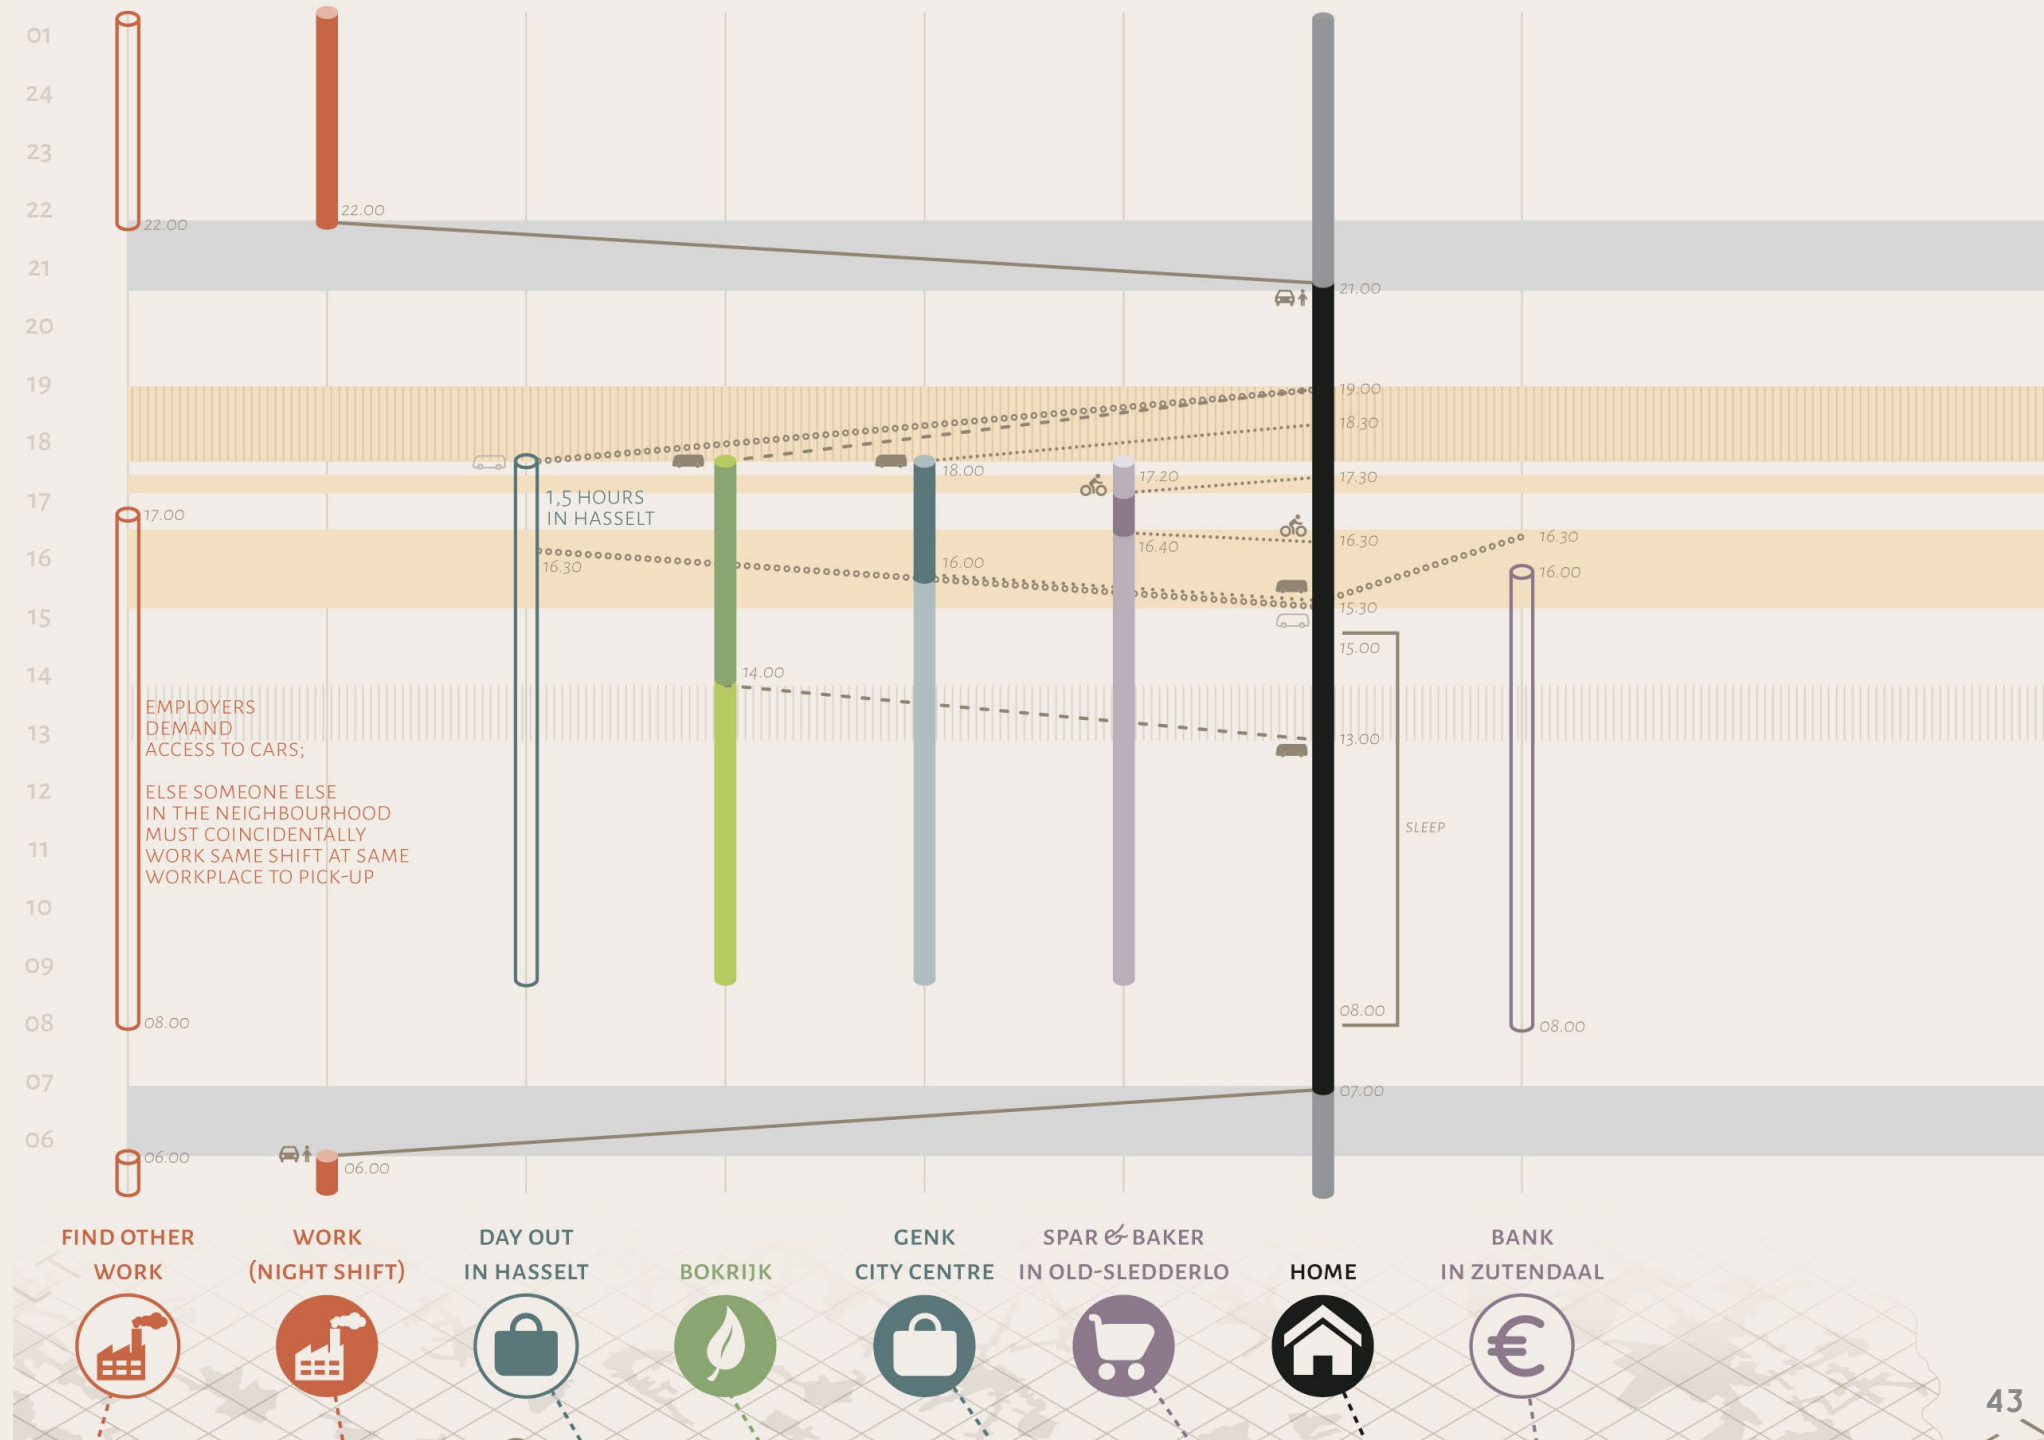 01
24
23
22
22.00
22.00
21
21.00
20
19
19.00
18.30
18
18.00
17.20
17.30
1,5 HOURS
IN HASSELT
17
17.00
16.30
16.40
16.30
16
16.30
16.00
16.00
15.30
15
15.00
14
14.00
13
13.00
EMPLOYERS
DEMAND
ACCESS TO CARS;
12
ELSE SOMEONE ELSE
IN THE NEIGHBOURHOOD
MUST COINCIDENTALLY
WORK SAME SHIFT AT SAME
WORKPLACE TO PICK-UP
SLEEP
11
10
09
08
08.00
08.00
08.00
07
07.00
06
06.00
06.00
FIND OTHER
WORK
WORK
(NIGHT SHIFT)
DAY OUT
IN HASSELT
BOKRIJK
GENK
CITY CENTRE
SPAR & BAKER
IN OLD-SLEDDERLO
HOME
BANK
IN ZUTENDAAL
€
43